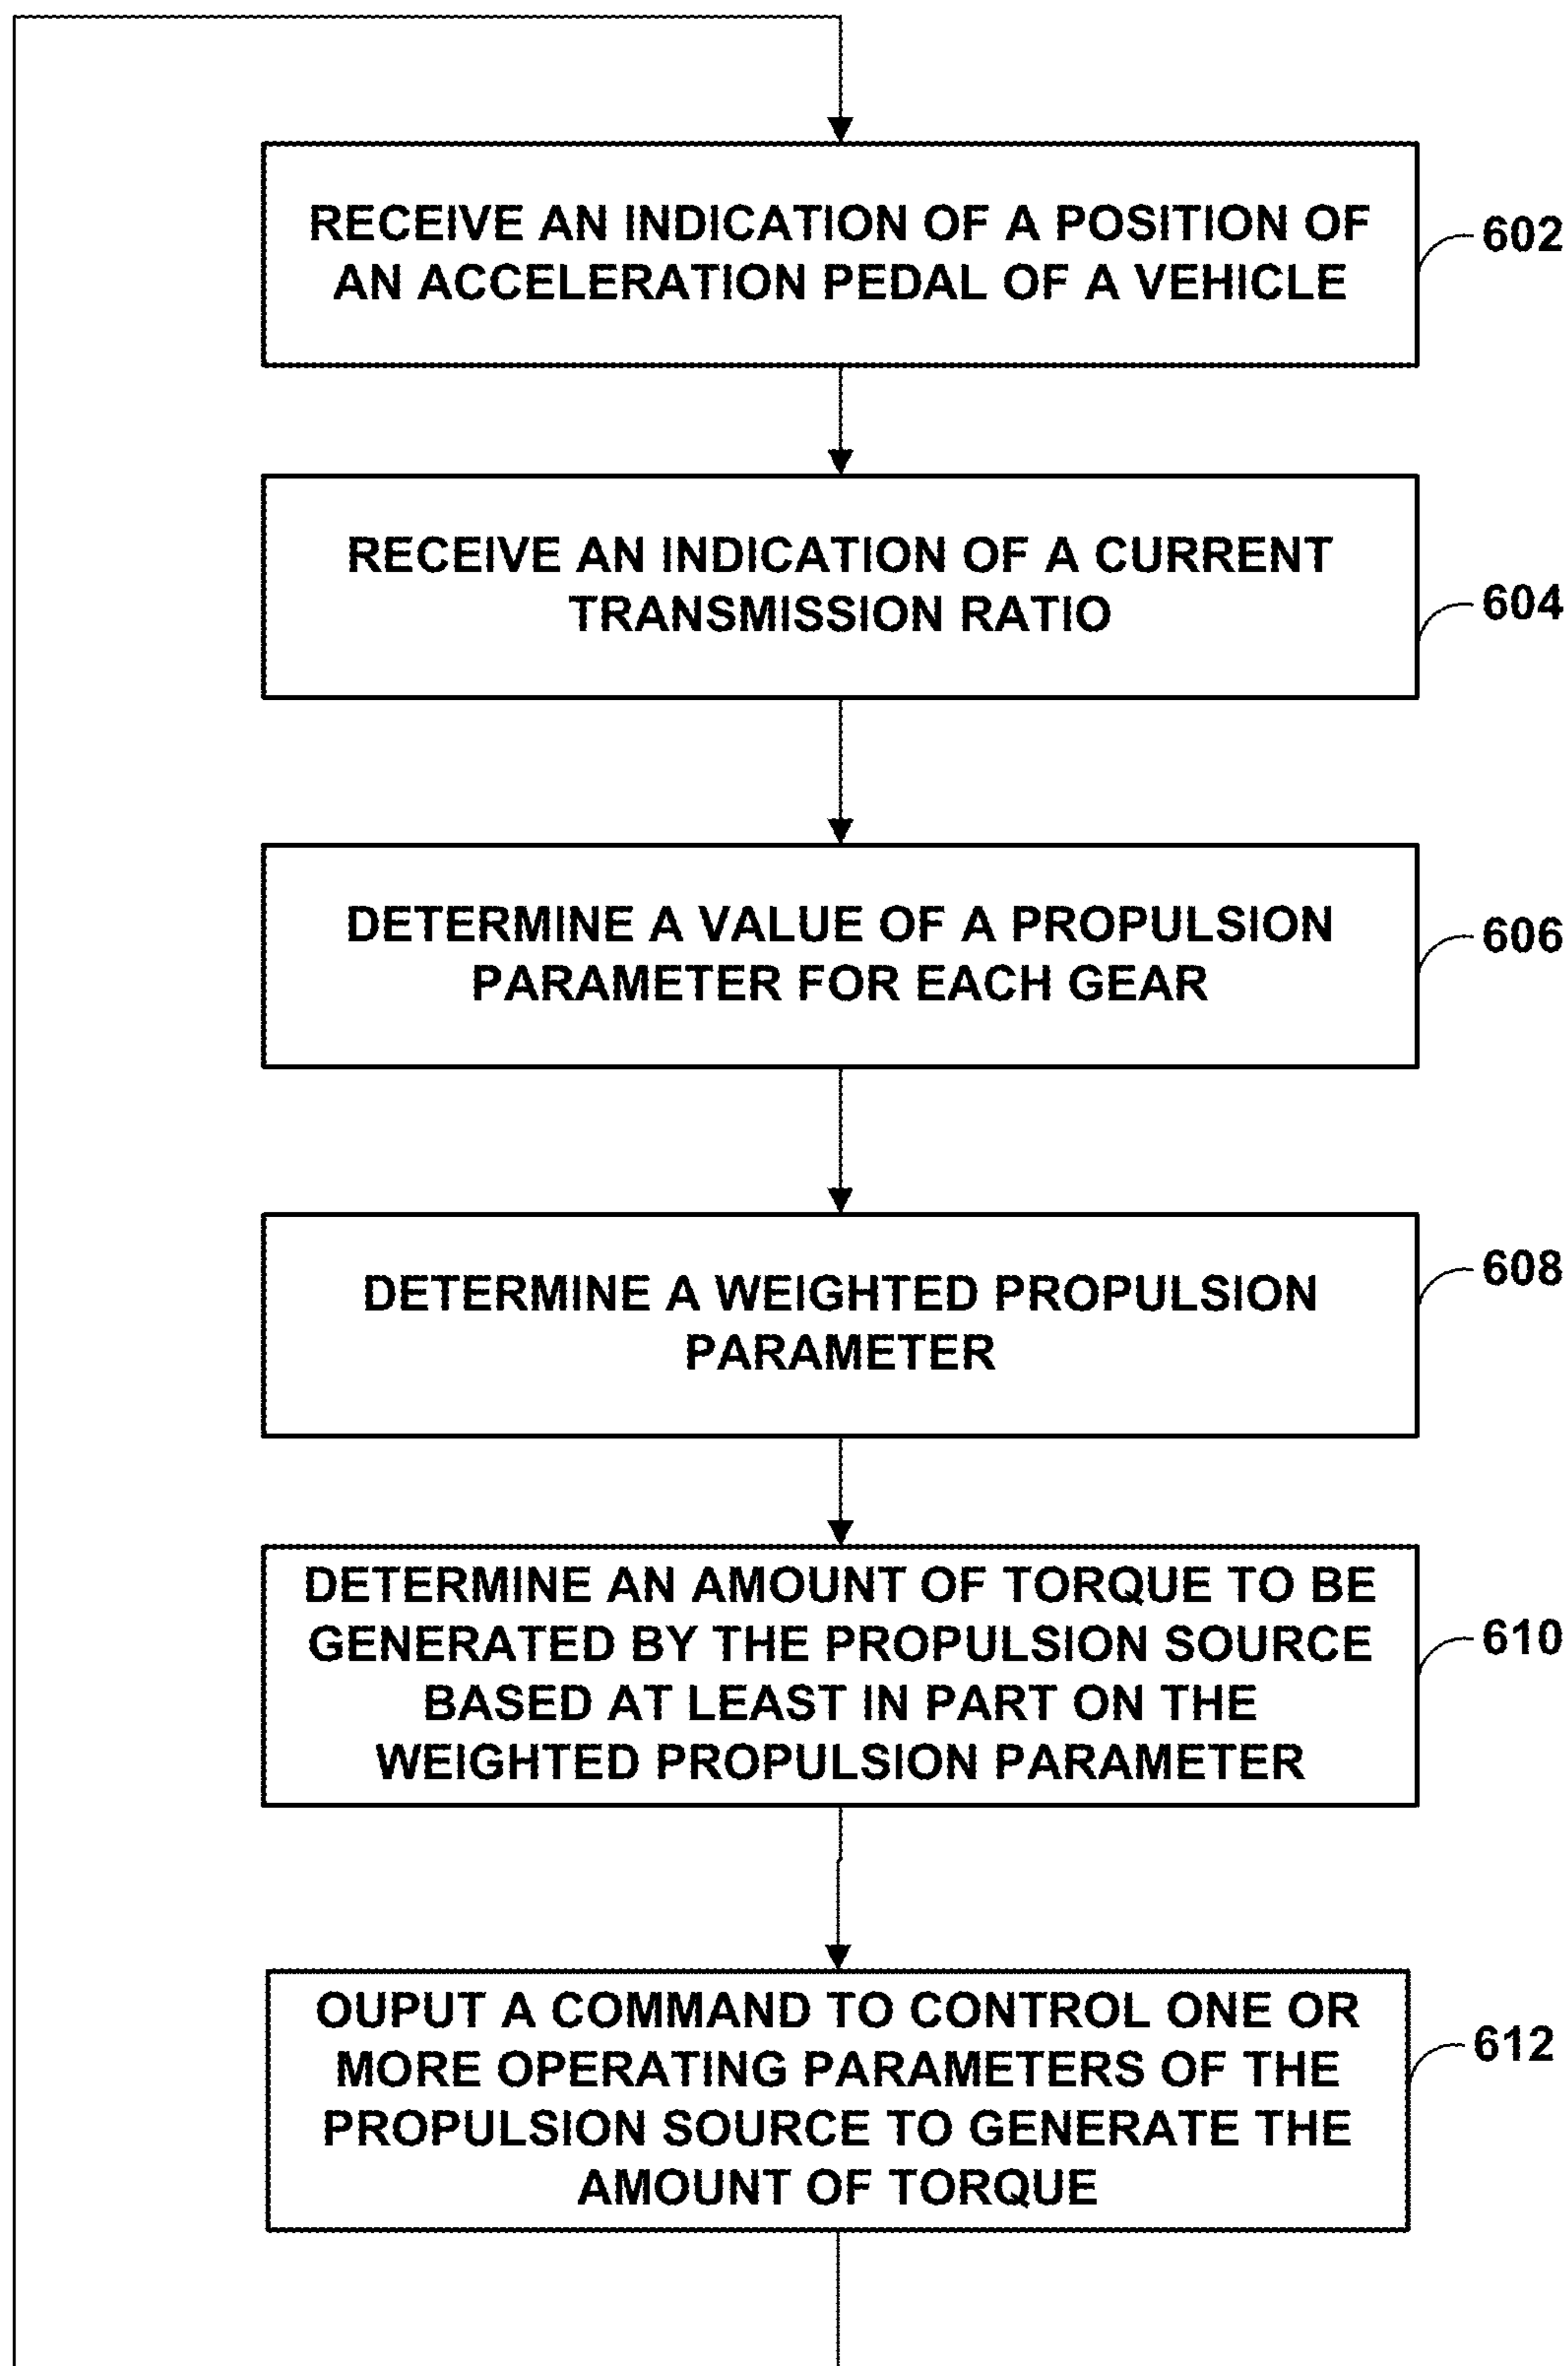 RECEIVE AN INDICATION OF A POSITION OF
AN ACCELERATION PEDAL OF A VEHICLE
602
RECEIVE AN INDICATION OF A CURRENT
TRANSMISSION RATIO
604
DETERMINE A VALUE OF A PROPULSION
PARAMETER FOR EACH GEAR
606
DETERMINE A WEIGHTED PROPULSION
PARAMETER
608
DETERMINE AN AMOUNT OF TORQUE TO BE
GENERATED BY THE PROPULSION SOURCE
BASED AT LEAST IN PART ON THE
WEIGHTED PROPULSION PARAMETER
610
OUPUT A COMMAND TO CONTROL ONE OR
MORE OPERATING PARAMETERS OF THE
PROPULSION SOURCE TO GENERATE THE
AMOUNT OF TORQUE
612